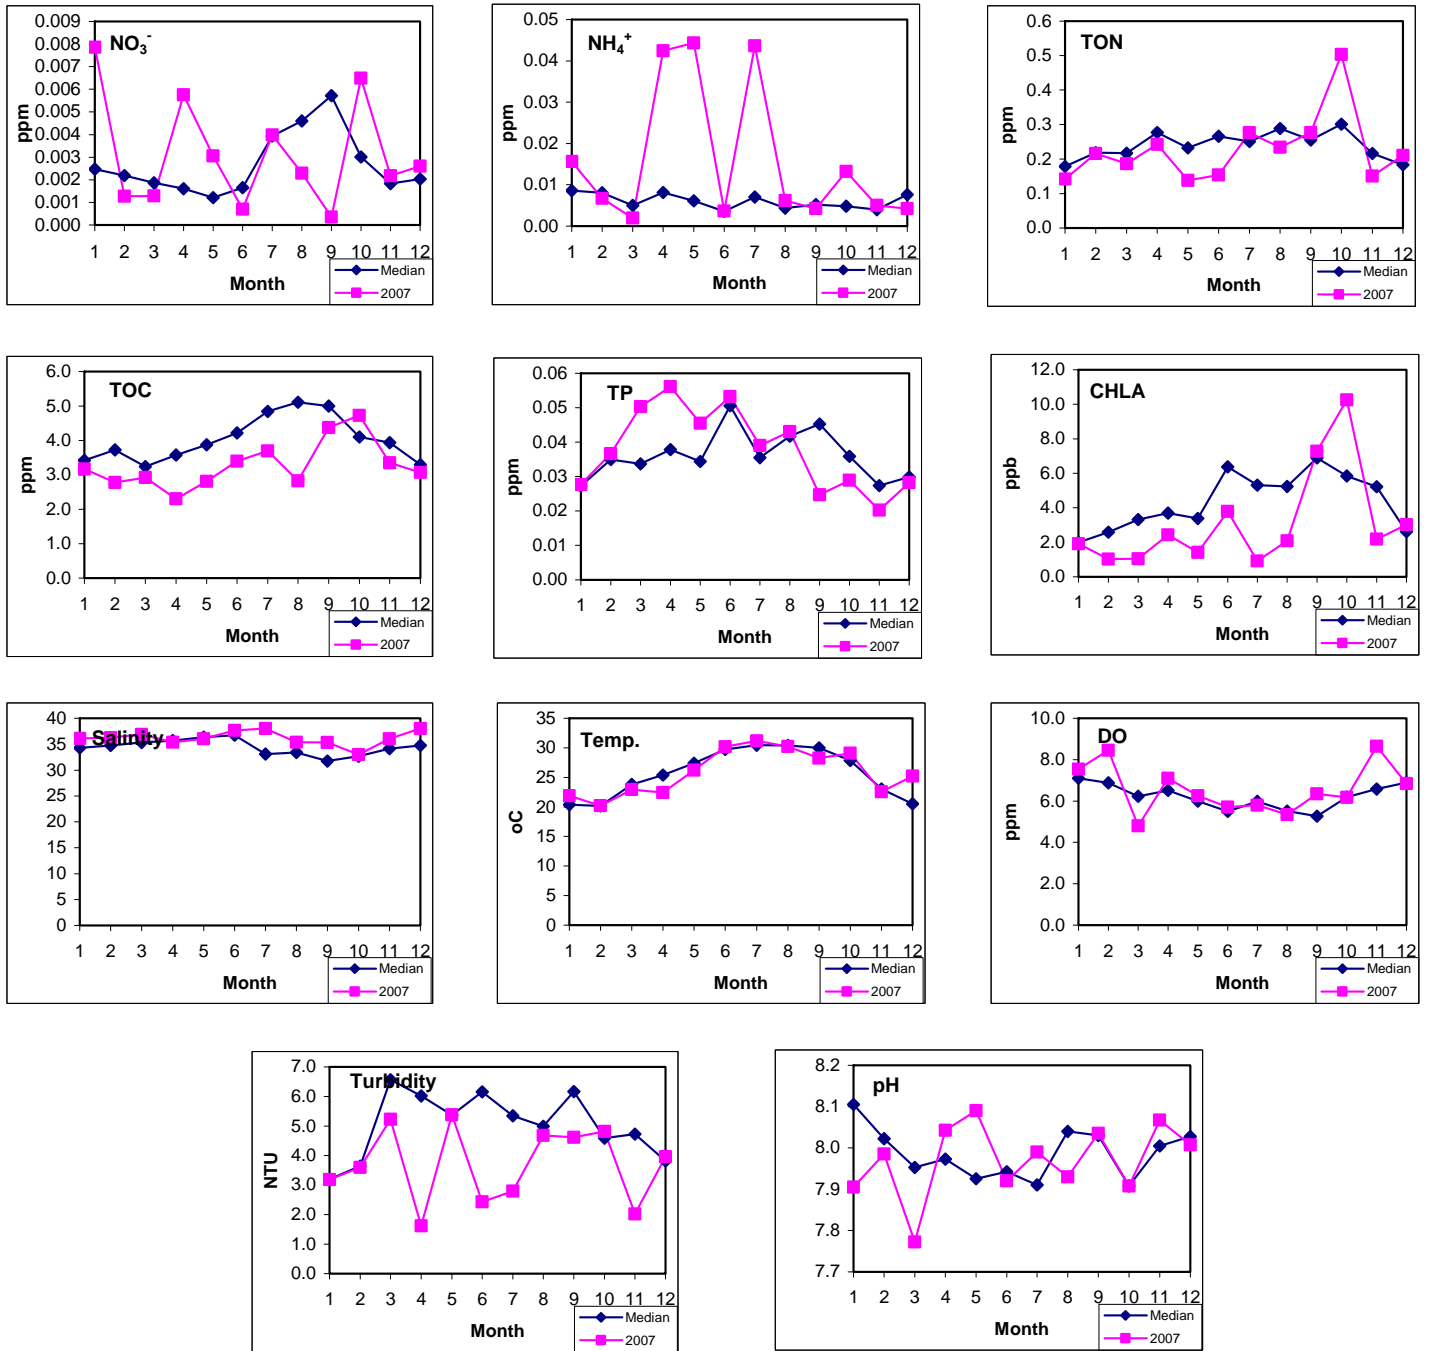 NO3-
ppm
0.009
0.008
0.007
0.006
0.005
0.004
0.003
0.002
0.001
0.000
1 2 3 4 5 6 7 8 9 10 11 12
Month
Median
2007
NH4+
ppm
0.05
0.04
0.03
0.02
0.01
0.00
1 2 3 4 5 6 7 8 9 10 11 12
Month
Median
2007
TON
ppm
0.6
0.5
0.4
0.3
0.2
0.1
0.0
1 2 3 4 5 6 7 8 9 10 11 12
Month
Median
2007
TOC
ppm
6.0
5.0
4.0
3.0
2.0
1.0
0.0
1 2 3 4 5 6 7 8 9 10 11 12
Month
Median
2007
TP
ppm
0.06
0.05
0.04
0.03
0.02
0.01
0.00
1 2 3 4 5 6 7 8 9 10 11 12
Month
Median
2007
CHLA
ppb
12.0
10.0
8.0
6.0
4.0
2.0
0.0
1 2 3 4 5 6 7 8 9 10 11 12
Month
Median
2007
Salinity
40
35
30
25
20
15
10
5
0
1 2 3 4 5 6 7 8 9 10 11 12
Month
Median
2007
Temp.
oC
35
30
25
20
15
10
5
0
1 2 3 4 5 6 7 8 9 10 11 12
Month
Median
2007
DO
ppm
10.0
8.0
6.0
4.0
2.0
0.0
1 2 3 4 5 6 7 8 9 10 11 12
Month
Median
2007
Turbidity
NTU
7.0
6.0
5.0
4.0
3.0
2.0
1.0
0.0
1 2 3 4 5 6 7 8 9 10 11 12
Month
Median
2007
pH
8.2
8.1
8.0
7.9
7.8
7.7
1 2 3 4 5 6 7 8 9 10 11 12
Month
Median
2007